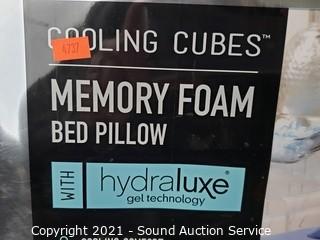 COOLING CUBES™
4737
MEMORY FOAM
BED PILLOW
WITH
hydraluxe®
gel technology
Copyright 2021 - Sound Auction Service